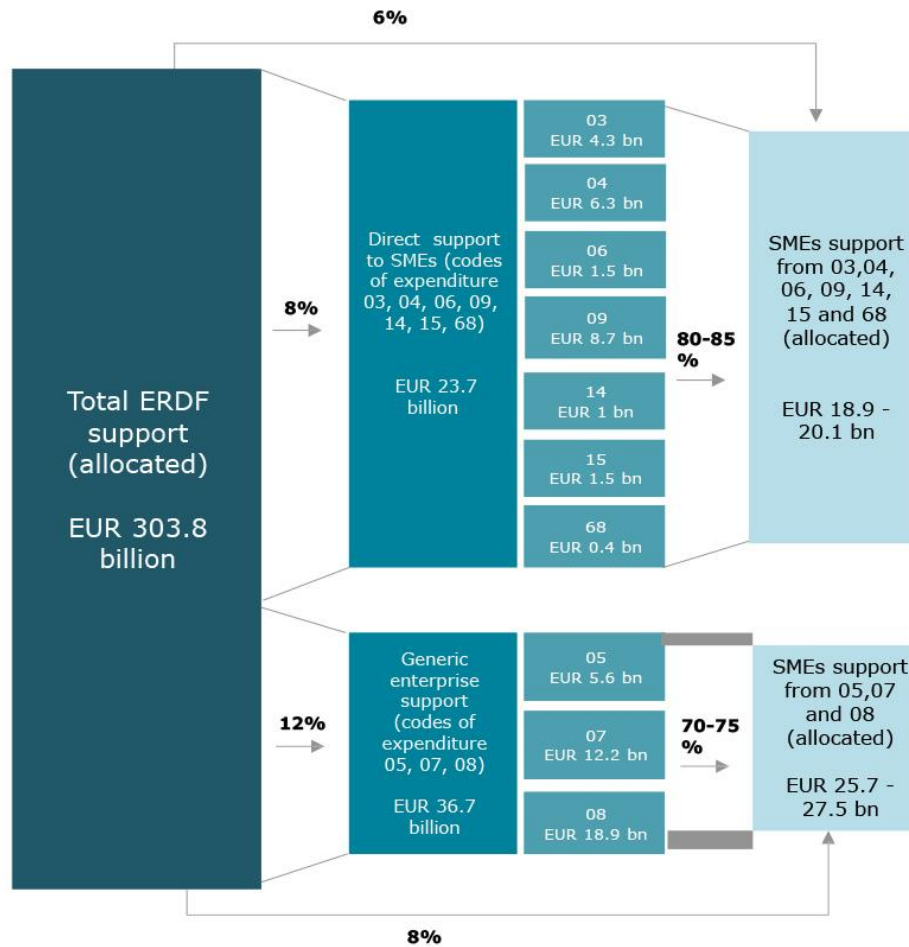 6%
Total ERDF
support
(allocated)
EUR 303.8
billion
8%
Direct support
to SMEs (codes
of expenditure
03, 04, 06, 09,
14, 15, 68)
EUR 23.7
billion
03
EUR 4.3 bn
04
EUR 6.3 bn
06
EUR 1.5 bn
09
EUR 8.7 bn
14
EUR 1 bn
15
EUR 1.5 bn
68
EUR 0.4 bn
80-85
%
SMEs support
from 03,04,
06, 09, 14,
15 and 68
(allocated)
EUR 18.9 -
20.1 bn
12%
Generic
enterprise
support
(codes of
expenditure
05, 07, 08)
EUR 36.7
billion
05
EUR 5.6 bn
07
EUR 12.2 bn
08
EUR 18.9 bn
70-75
%
SMEs support
from 05,07
and 08
(allocated)
EUR 25.7 -
27.5 bn
8%